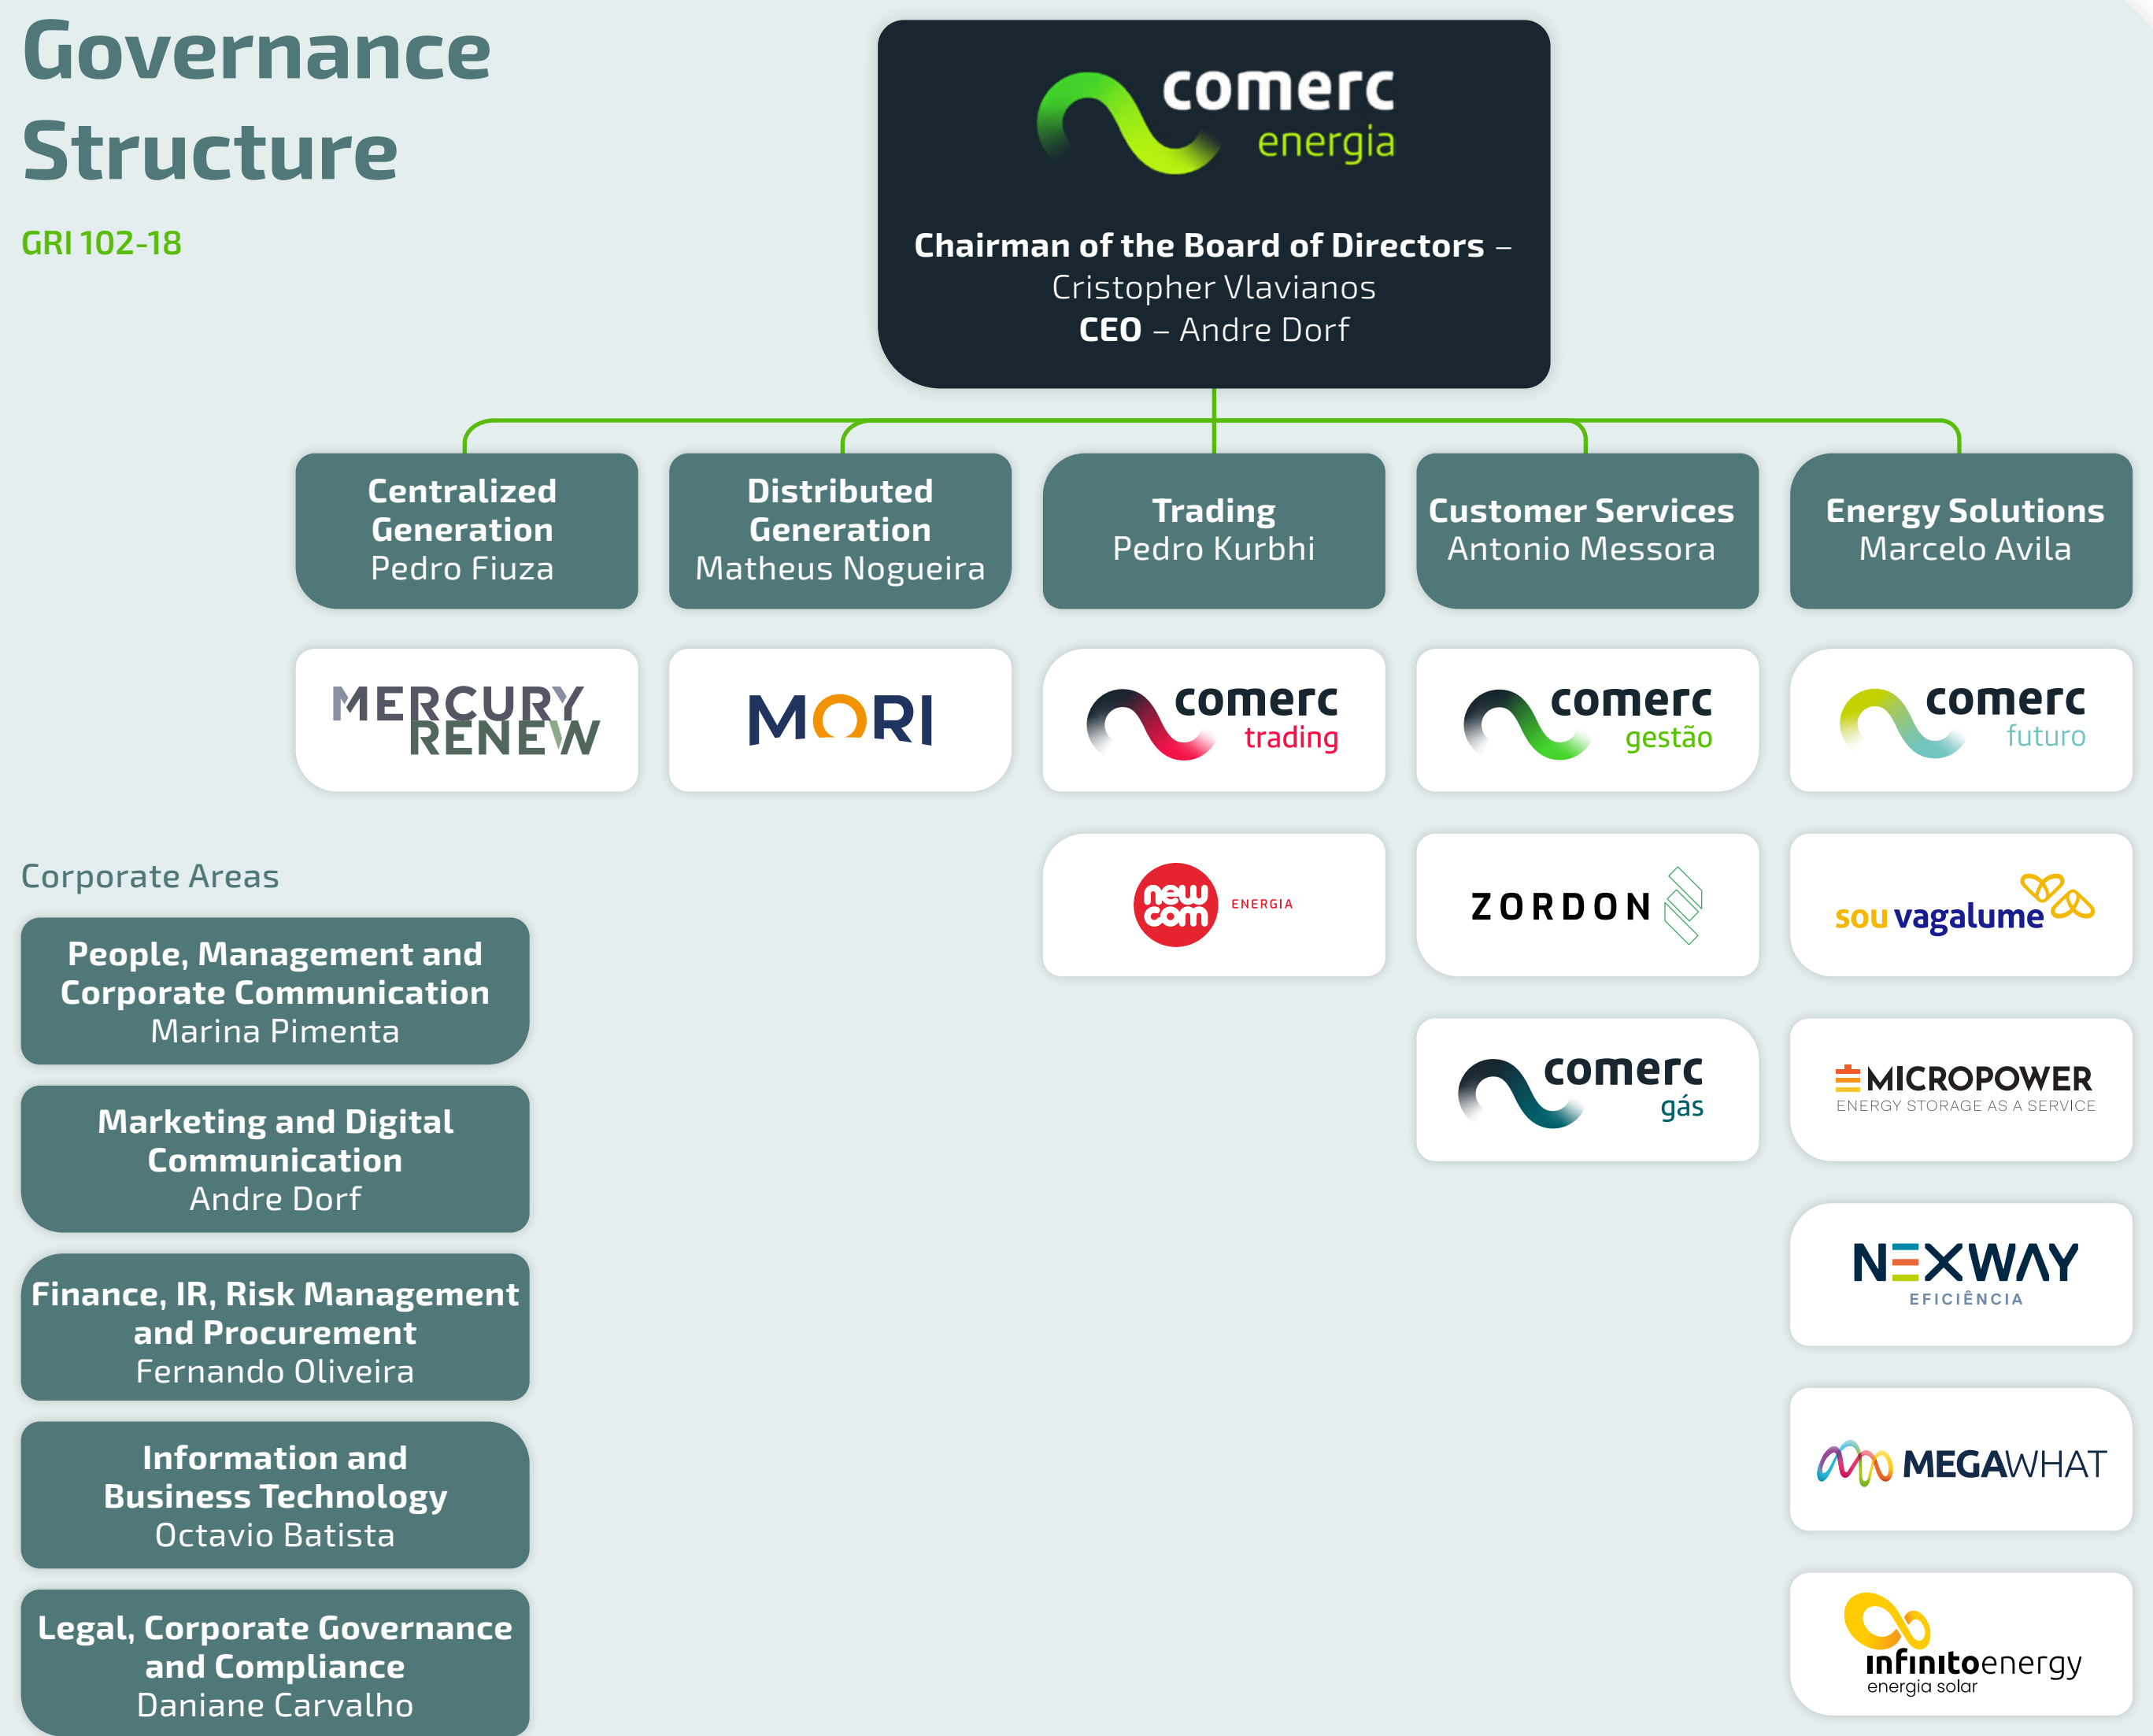 Governance
Structure
GRI 102-18
comerc
energia
Chairman of the Board of Directors –
Cristopher Vlavianos
CEO – Andre Dorf
Centralized
Generation
Pedro Fiuza
Distributed
Generation
Matheus Nogueira
Trading
Pedro Kurbhi
Customer Services
Antonio Messora
Energy Solutions
Marcelo Avila
MERCURY
RENEW
MORI
comerc
trading
comerc
gestão
comerc
futuro
new
com
ENERGIA
ZORDON
sou vagalume
comerc
gás
MICROPOWER
ENERGY STORAGE AS A SERVICE
NEXWAY
EFICIÊNCIA
MEGAWHAT
infinitoenergy
energia solar
Corporate Areas
People, Management and
Corporate Communication
Marina Pimenta
Marketing and Digital
Communication
Andre Dorf
Finance, IR, Risk Management
and Procurement
Fernando Oliveira
Information and
Business Technology
Octavio Batista
Legal, Corporate Governance
and Compliance
Daniane Carvalho